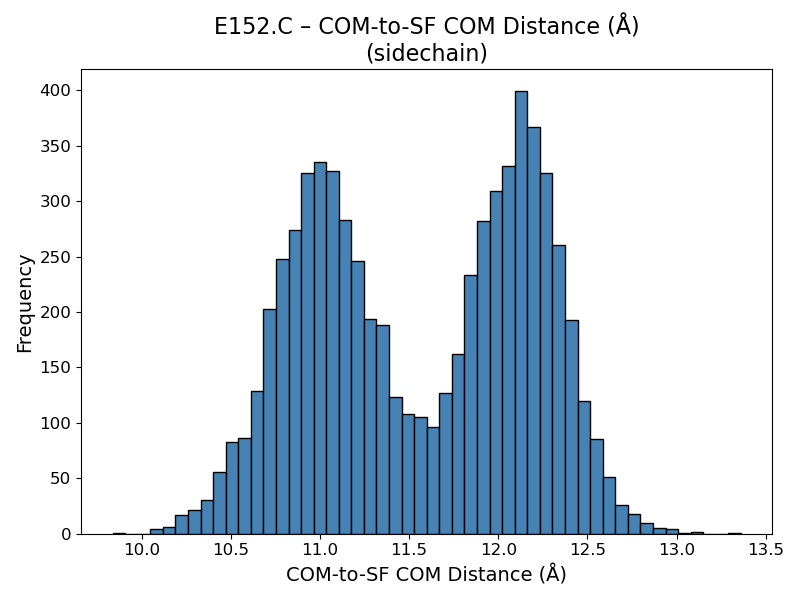 E152.C – COM-to-SF COM Distance (Å)
(sidechain)
400
350
300
250
200
150
100
50
0
Frequency
10.0 10.5 11.0 11.5 12.0 12.5 13.0 13.5
COM-to-SF COM Distance (Å)